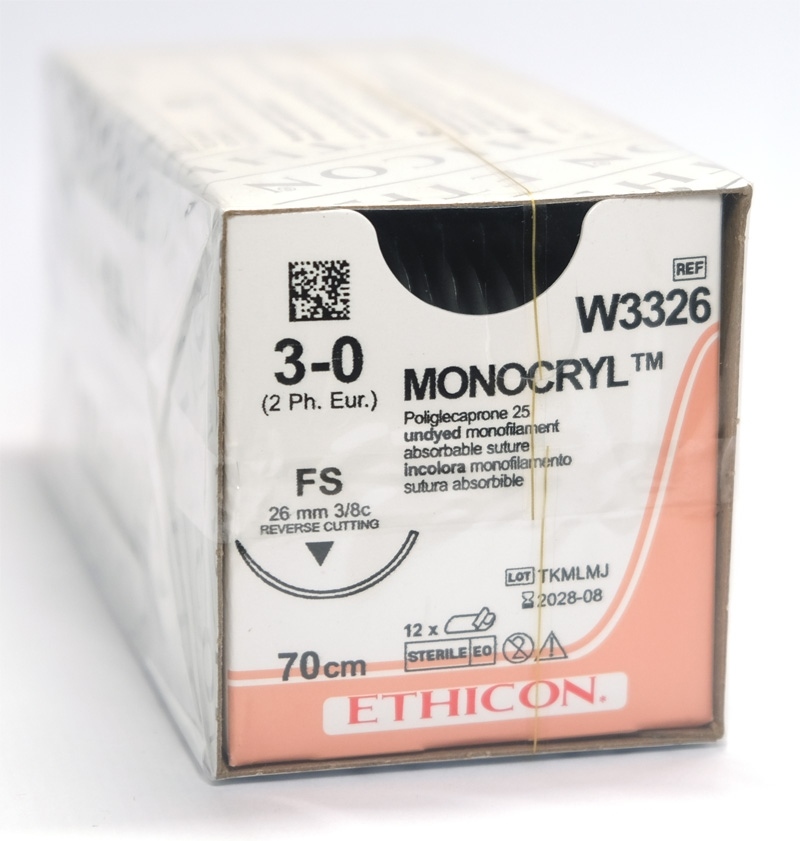 REF
W3326
3-0
(2 Ph. Eur.)
MONOCRYL™
Poliglecaprone 25
undyed monofilament
absorbable suture
incolora monofilamento
sutura absorbible
FS
26 mm 3/8c
REVERSE CUTTING
LOT TKMLMJ
2028-08
12 x
STERILE EO 2
70cm
ETHICON.